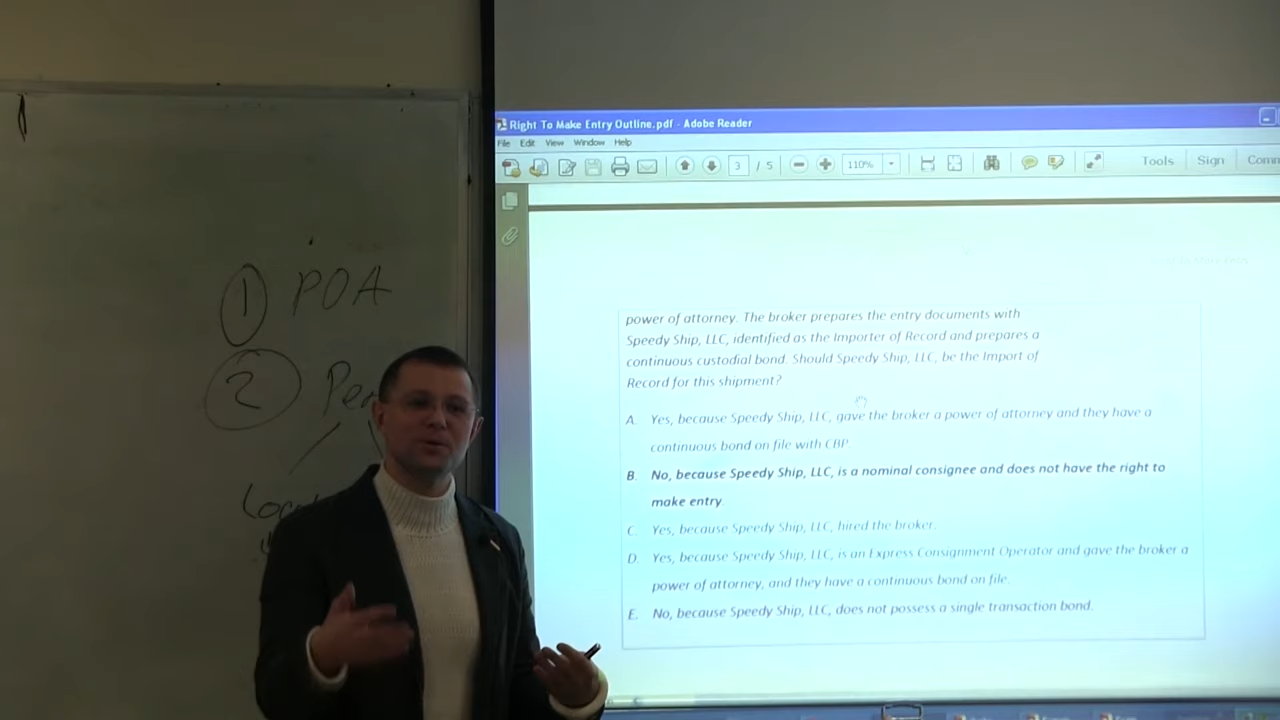 1 POA
2 Per
Loc
Right To Make Entry Outline.pdf - Adobe Reader
File Edit View Window Help
3 / 5 110% Tools Sign Comm
power of attorney. The broker prepares the entry documents with
Speedy Ship, LLC, identified as the Importer of Record and prepares a
continuous custodial bond. Should Speedy Ship, LLC, be the Import of
Record for this shipment?
A. Yes, because Speedy Ship, LLC, gave the broker a power of attorney and they have a
continuous bond on file with CBP.
B. No, because Speedy Ship, LLC, is a nominal consignee and does not have the right to
make entry.
C. Yes, because Speedy Ship, LLC, hired the broker.
D. Yes, because Speedy Ship, LLC, is an Express Consignment Operator and gave the broker a
power of attorney, and they have a continuous bond on file.
E. No, because Speedy Ship, LLC, does not possess a single transaction bond.